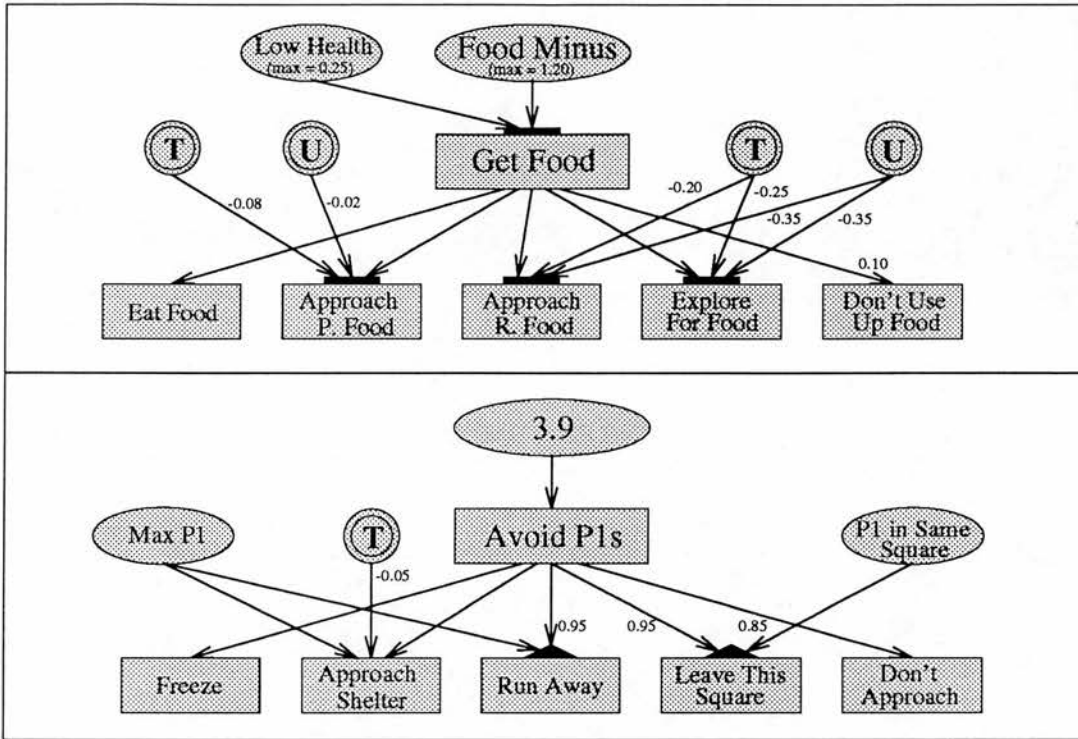 Low Health
(max = 0.25)
Food Minus
(max = 1.20)
T
U
Get Food
T
U
-0.08
-0.02
-0.20
-0.25
-0.35
-0.35
0.10
Eat Food
Approach
P. Food
Approach
R. Food
Explore
For Food
Don't Use
Up Food
3.9
Max P1
T
Avoid P1s
P1 in Same
Square
-0.05
0.95
0.95
0.85
Freeze
Approach
Shelter
Run Away
Leave This
Square
Don't
Approach